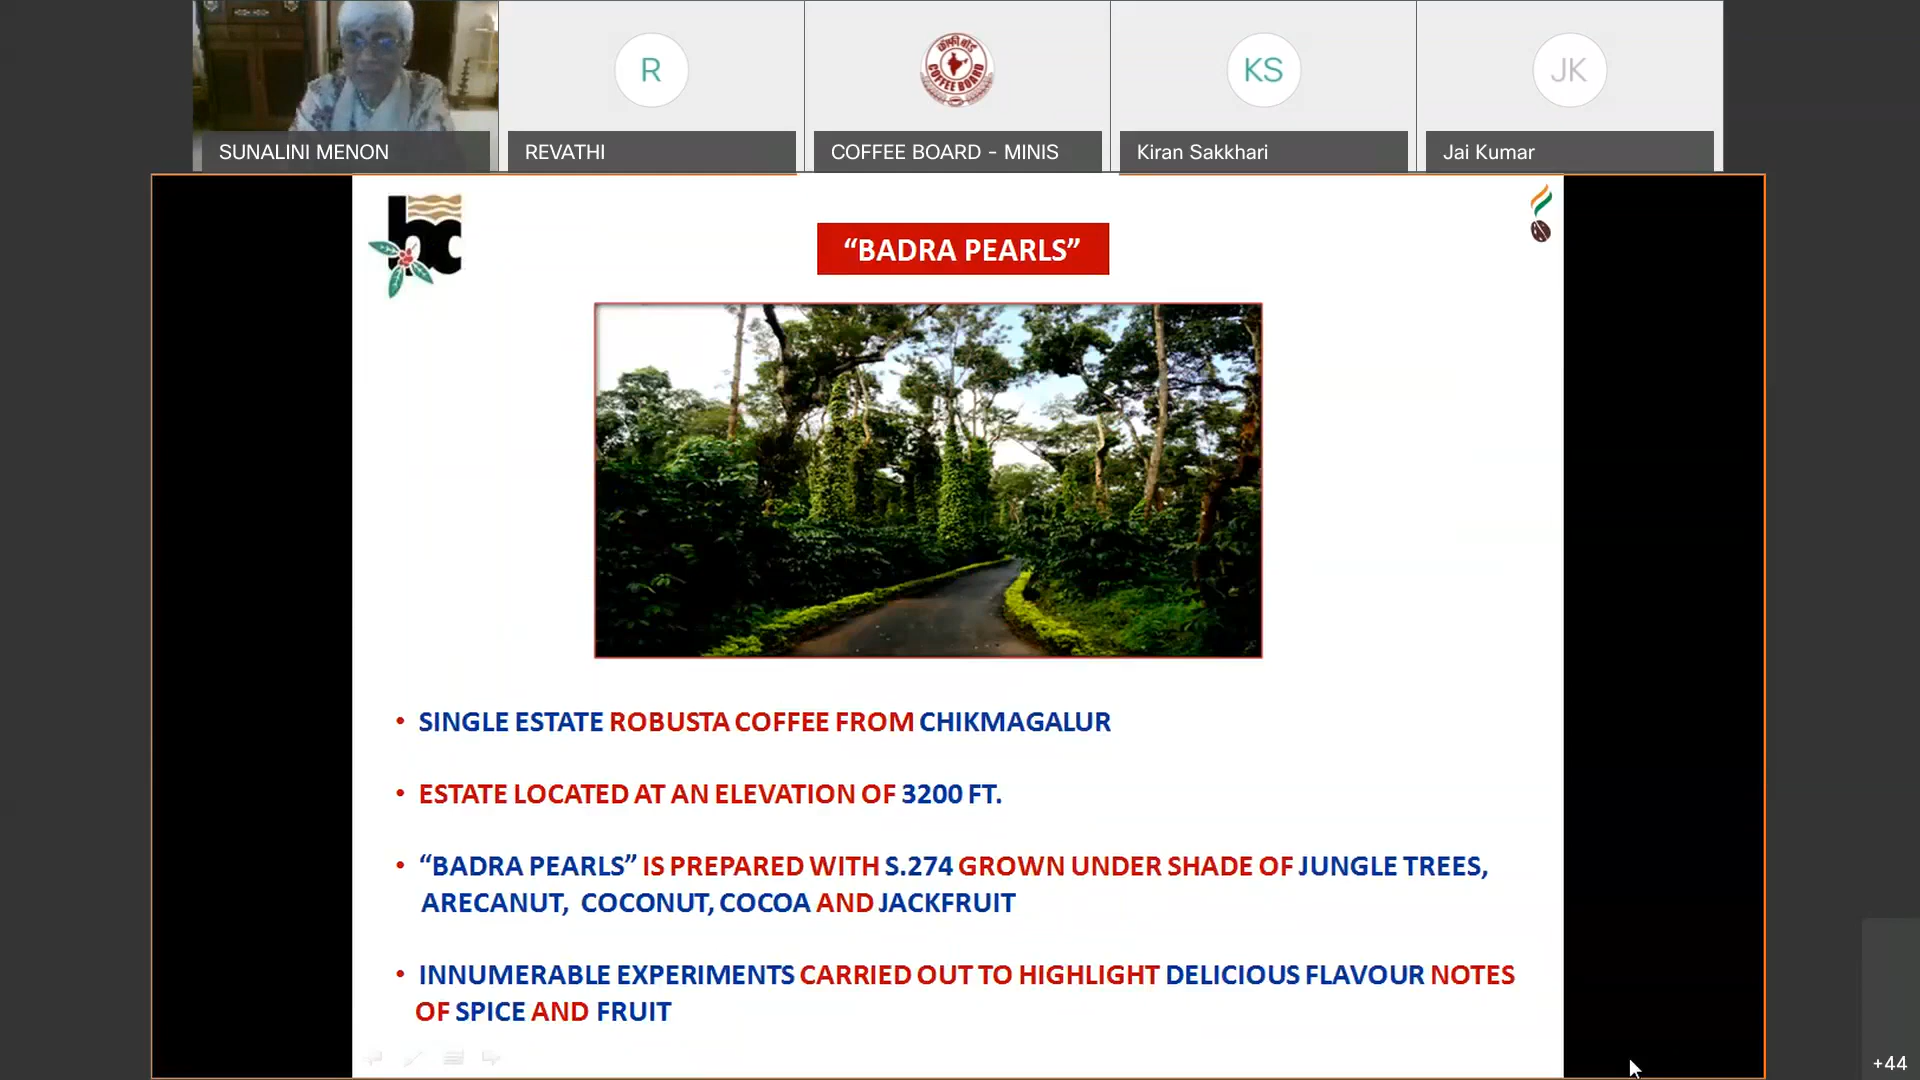 SUNALINI MENON
R
REVATHI
कॉफी बोर्ड
COFFEE BOARD
COFFEE BOARD - MINIS
KS
Kiran Sakkhari
JK
Jai Kumar
hc
“BADRA PEARLS”
• SINGLE ESTATE ROBUSTA COFFEE FROM CHIKMAGALUR
• ESTATE LOCATED AT AN ELEVATION OF 3200 FT.
• “BADRA PEARLS” IS PREPARED WITH S.274 GROWN UNDER SHADE OF JUNGLE TREES,
ARECANUT, COCONUT, COCOA AND JACKFRUIT
• INNUMERABLE EXPERIMENTS CARRIED OUT TO HIGHLIGHT DELICIOUS FLAVOUR NOTES
OF SPICE AND FRUIT
+44